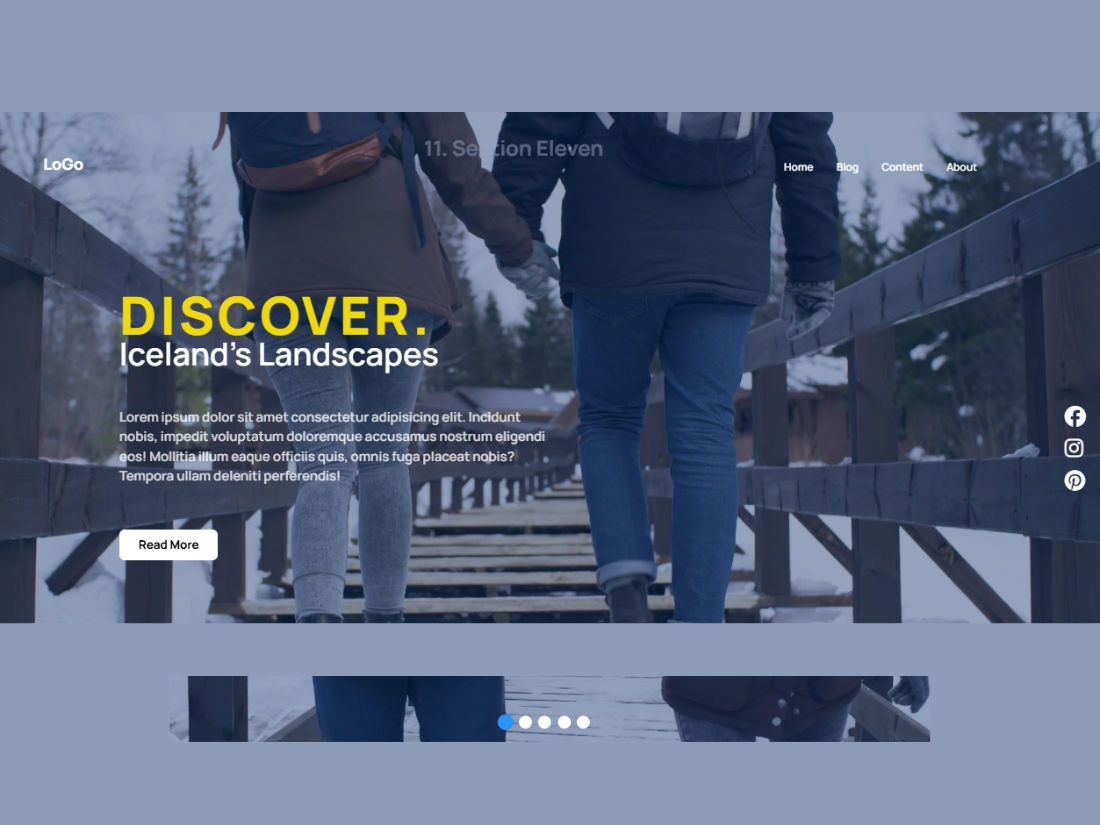 11. Section Eleven
LoGo
Home Blog Content About
DISCOVER.
Iceland's Landscapes
Lorem ipsum dolor sit amet consectetur adipisicing elit. Incidunt
nobis, impedit voluptatum doloremque accusamus nostrum eligendi
eos! Mollitia illum eaque officiis quis, omnis fuga placeat nobis?
Tempora ullam deleniti perferendis!
Read More